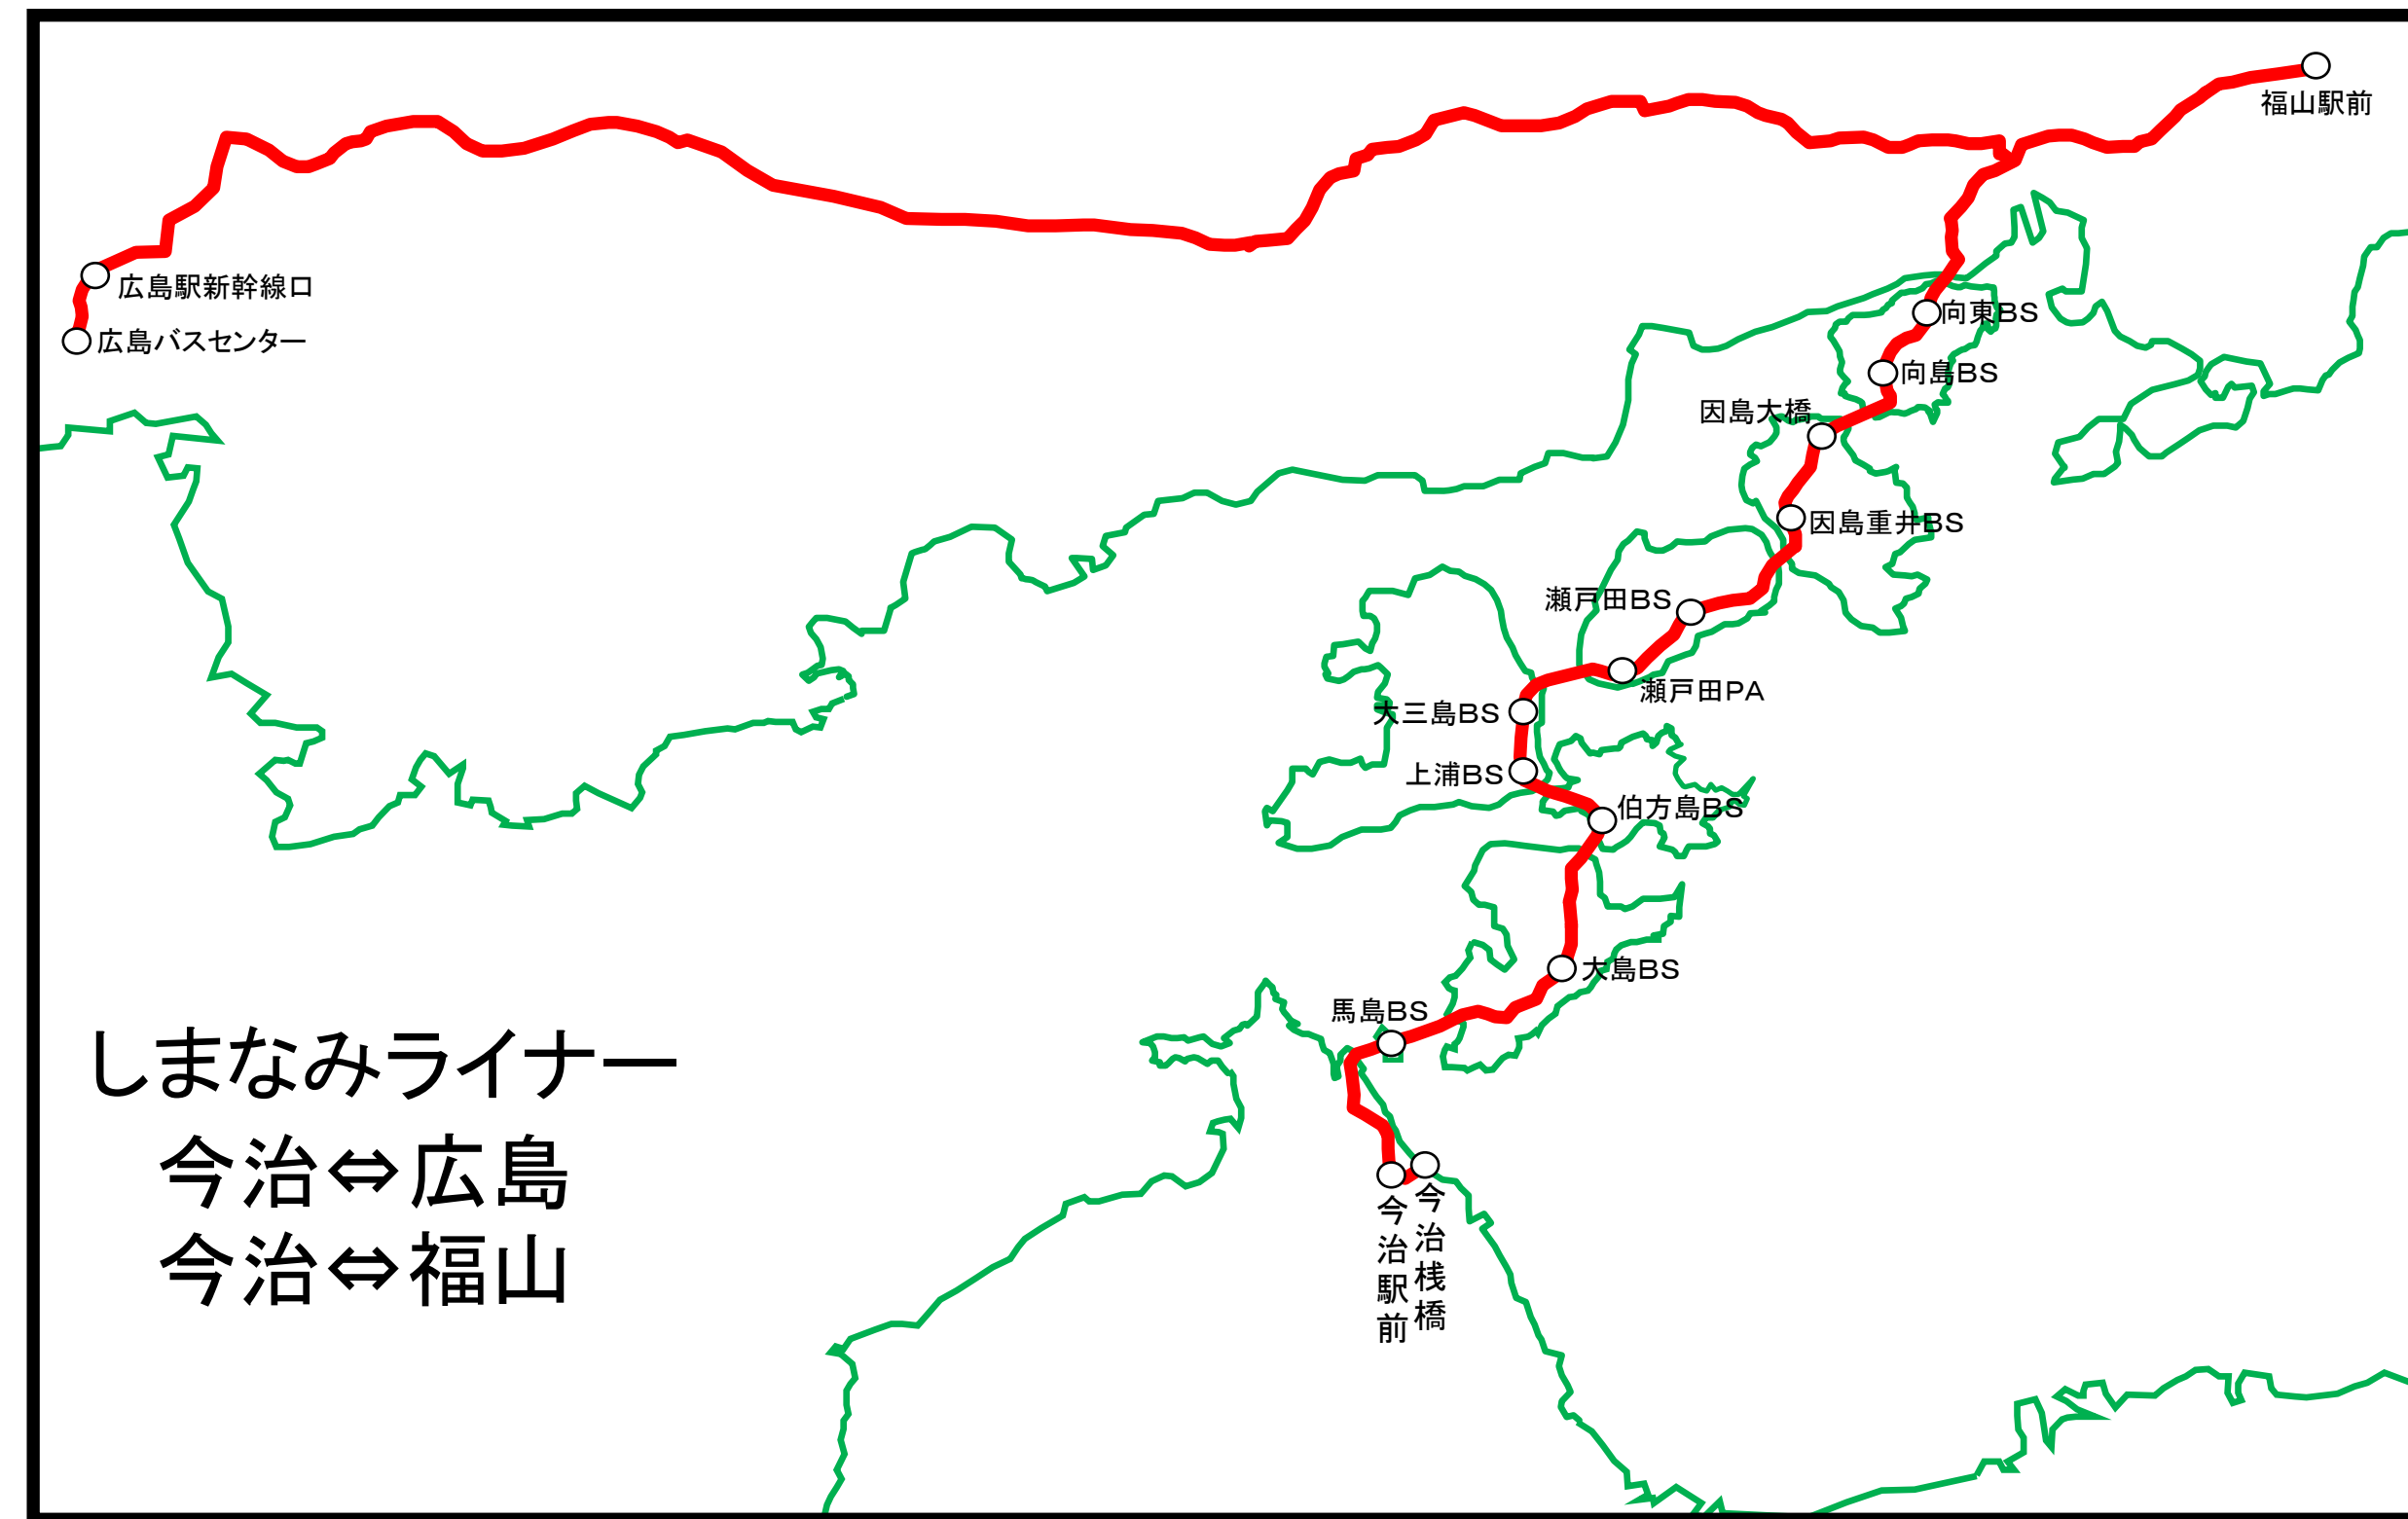 福山駅前
広島駅新幹線口
広島バスセンター
向東BS
向島BS
因島大橋
因島重井BS
瀬戸田BS
瀬戸田PA
大三島BS
上浦BS
伯方島BS
大島BS
馬島BS
今治駅前
今治桟橋
しまなみライナー
今治⇔広島
今治⇔福山